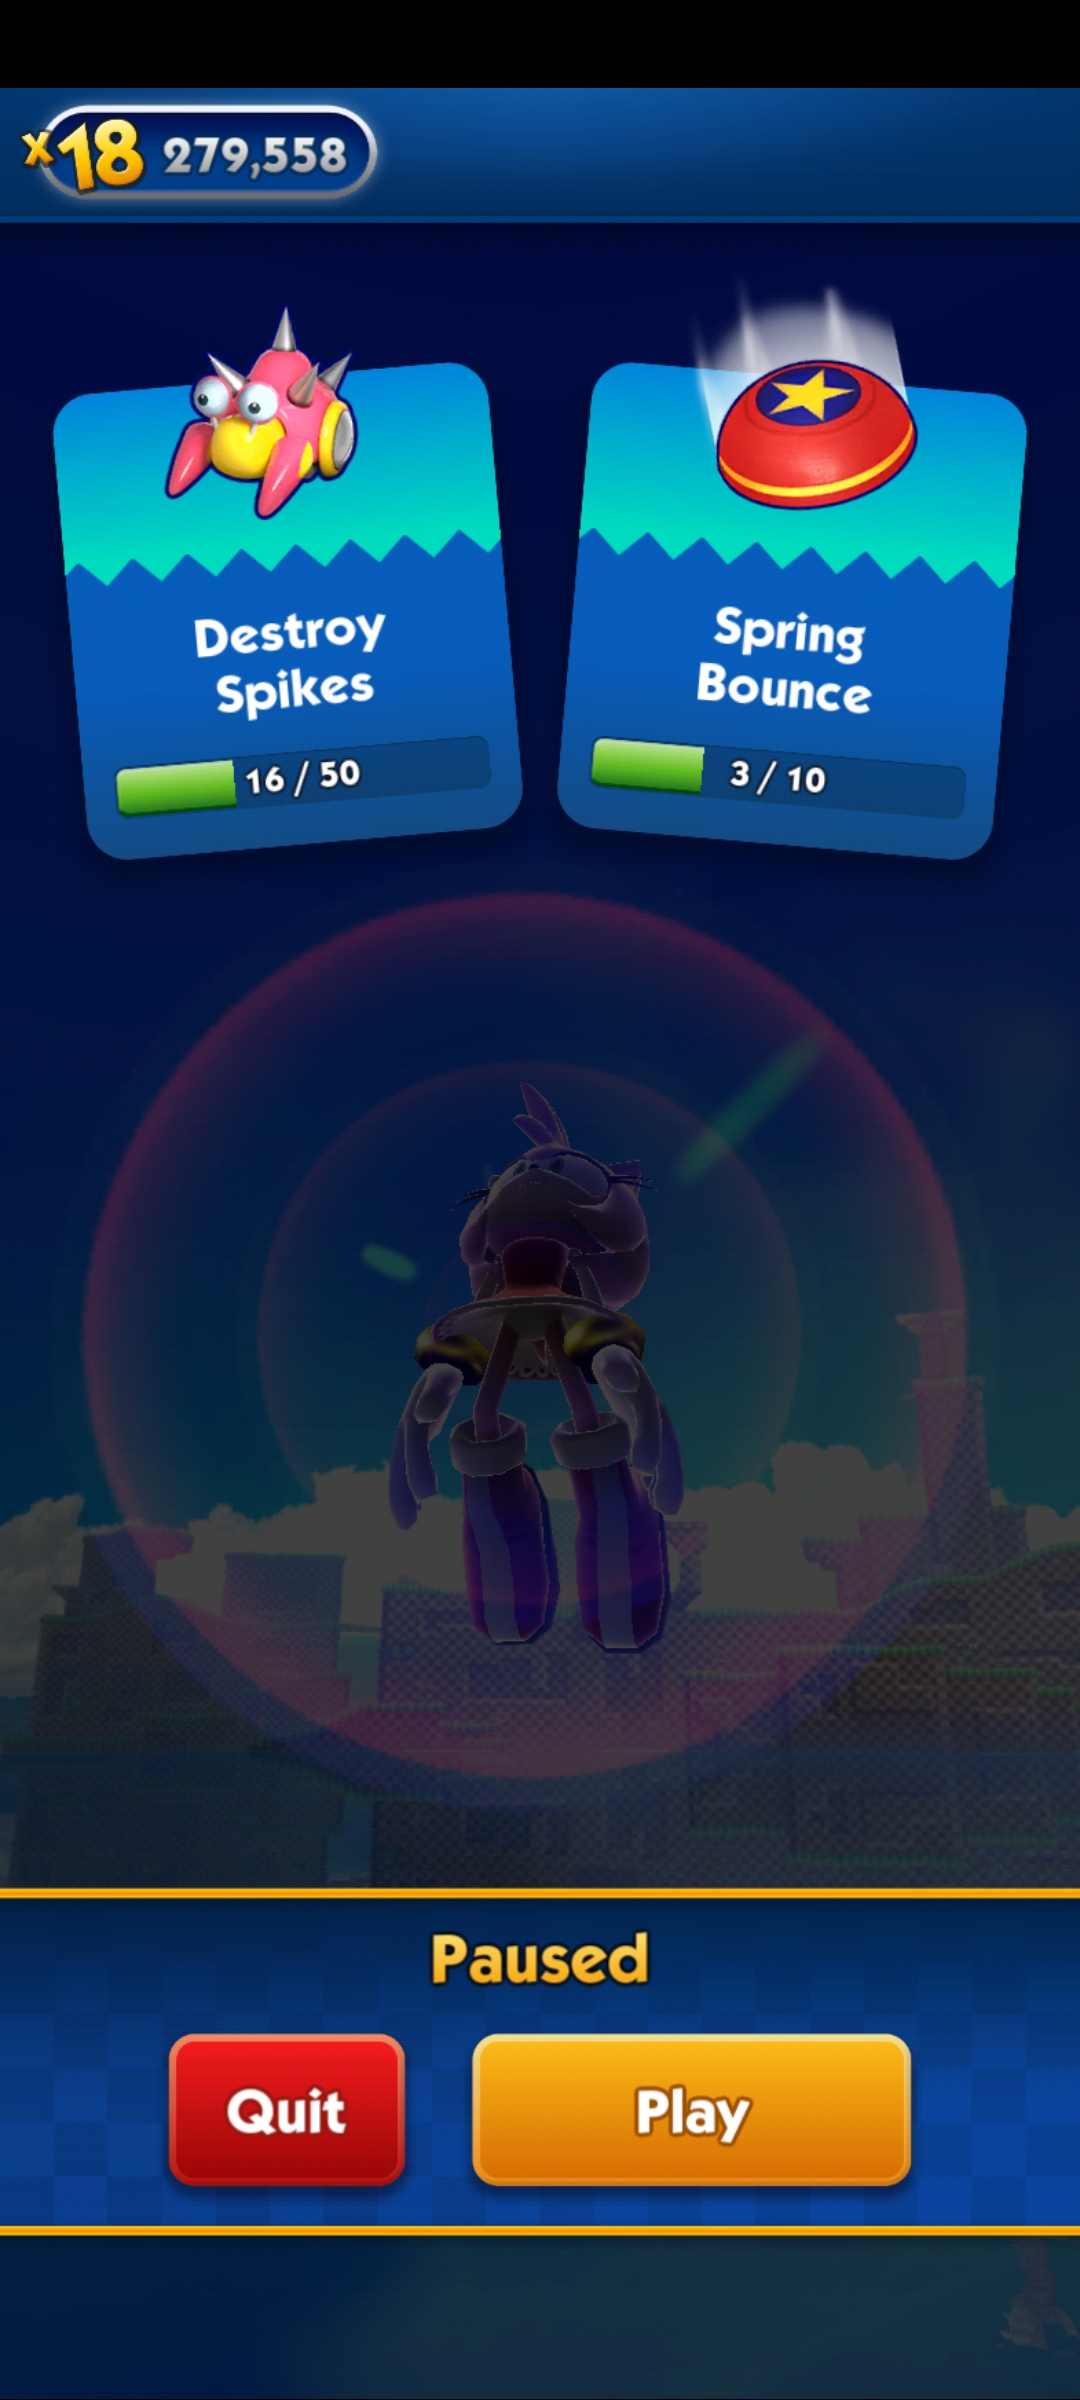 x18 279,558
Destroy
Spikes
16 / 50
Spring
Bounce
3 / 10
Paused
Quit
Play